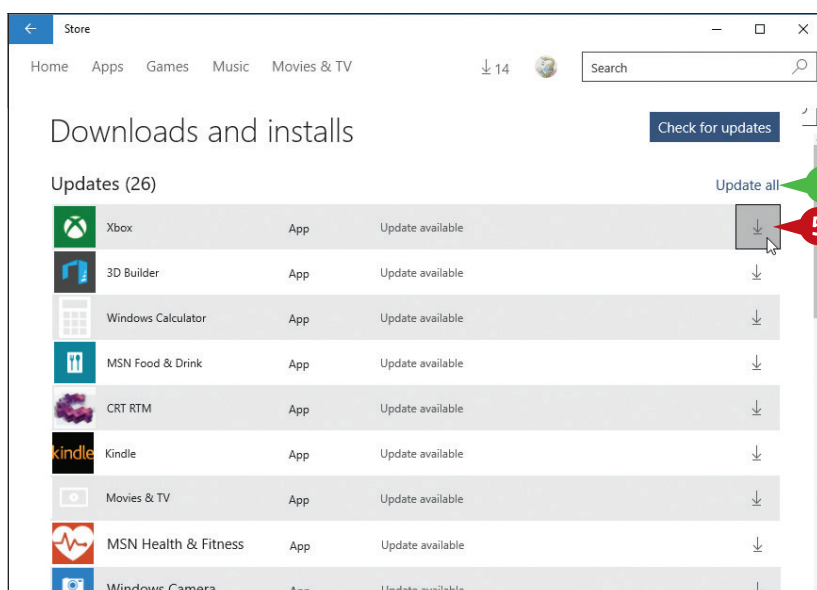 Store
Home Apps Games Music Movies & TV 14 Search
Downloads and installs Check for updates
Updates (26) Update all
Xbox App Update available
3D Builder App Update available
Windows Calculator App Update available
MSN Food & Drink App Update available
CRT RTM App Update available
kindle Kindle App Update available
Movies & TV App Update available
MSN Health & Fitness App Update available
Windows Camera App Update available
5